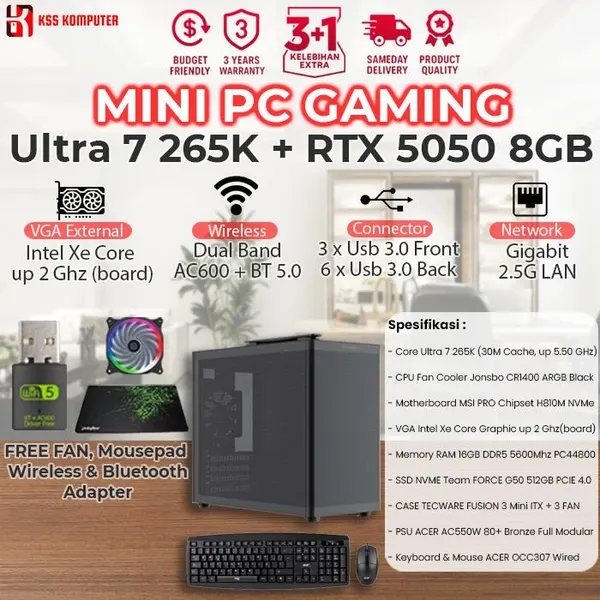 KSS KOMPUTER
BUDGET FRIENDLY
3 YEARS WARRANTY
3+1 KELEBIHAN EXTRA
SAMEDAY DELIVERY
PRODUCT QUALITY
MINI PC GAMING
Ultra 7 265K + RTX 5050 8GB
VGA External
Intel Xe Core
up 2 Ghz (board)
Wireless
Dual Band
AC600 + BT 5.0
Connector
3 x Usb 3.0 Front
6 x Usb 3.0 Back
Network
Gigabit
2.5G LAN
Spesifikasi :
- Core Ultra 7 265K (30M Cache, up 5.50 GHz)
- CPU Fan Cooler Jonsbo CR1400 ARGB Black
- Motherboard MSI PRO Chipset H810M NVMe
- VGA Intel Xe Core Graphic up 2 Ghz(board)
- Memory RAM 16GB DDR5 5600Mhz PC44800
- SSD NVME Team FORCE G50 512GB PCIE 4.0
- CASE TECWARE FUSION 3 Mini ITX + 3 FAN
- PSU ACER AC550W 80+ Bronze Full Modular
- Keyboard & Mouse ACER OCC307 Wired
WiFi 5
BT+AC600
Driver Free
FREE FAN, Mousepad
Wireless & Bluetooth
Adapter